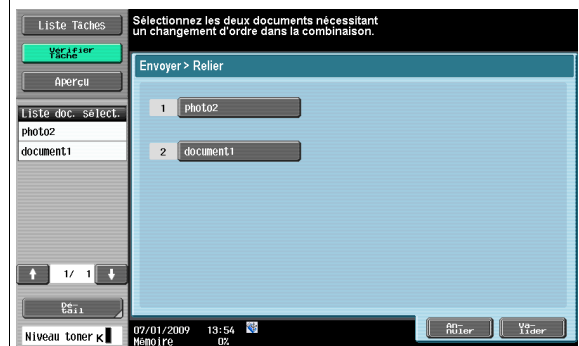 Liste Tâches
Sélectionnez les deux documents nécessitant
un changement d'ordre dans la combinaison.
Vérifier
Tâche
Aperçu
Envoyer > Relier
Liste doc. sélect.
photo2
document1
1 photo2
2 document1
1/ 1
Dé-
tail
Niveau toner K
07/01/2009 13:54
Mémoire 0%
An-
nuler
Va-
lider